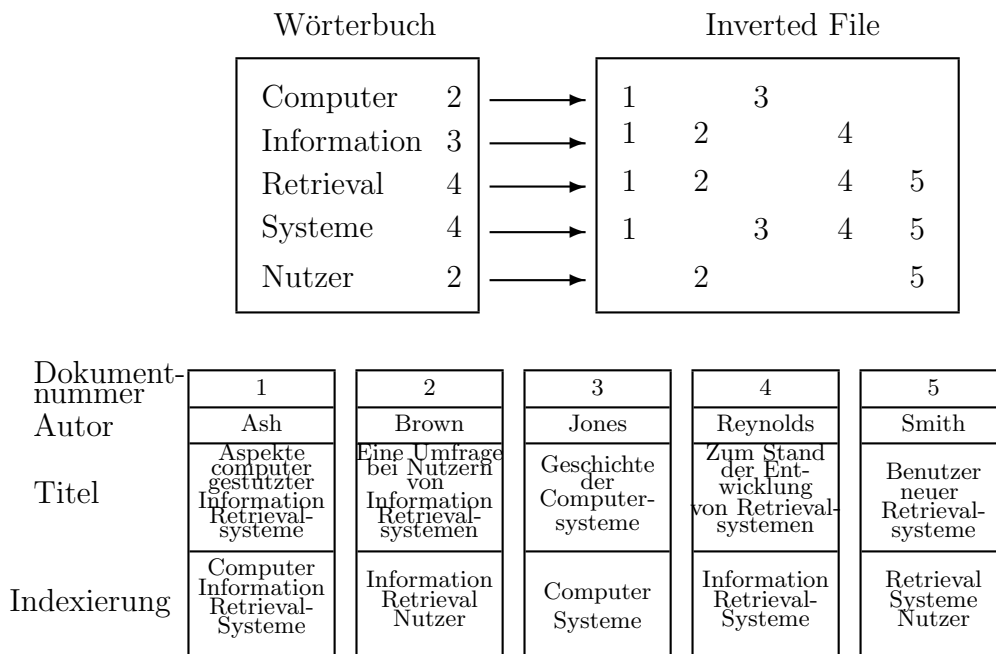 Wörterbuch Inverted File
Computer 2 1 3
Information 3 1 2 4
Retrieval 4 1 2 4 5
Systeme 4 1 3 4 5
Nutzer 2 2 5
Dokument-
nummer
1 2 3 4 5
Autor Ash Brown Jones Reynolds Smith
Titel
Aspekte
computer
gestützter
Information
Retrieval-
systeme
Eine Umfrage
bei Nutzern
von
Information
Retrieval-
systemen
Geschichte
der
Computer-
systeme
Zum Stand
der Ent-
wicklung
von Retrieval-
systemen
Benutzer
neuer
Retrieval-
systeme
Indexierung
Computer
Information
Retrieval-
Systeme
Information
Retrieval
Nutzer
Computer
Systeme
Information
Retrieval-
Systeme
Retrieval
Systeme
Nutzer